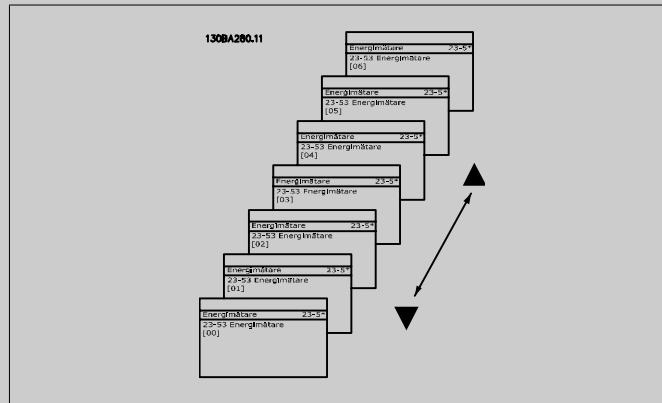 130BA280.11
Energimätare 23-5*
23-53 Energimätare
[06]
Energimätare 23-5*
23-53 Energimätare
[05]
Energimätare 23-5*
23-53 Energimätare
[04]
Energimätare 23-5*
23-53 Energimätare
[03]
Energimätare 23-5*
23-53 Energimätare
[02]
Energimätare 23-5*
23-53 Energimätare
[01]
Energimätare 23-5*
23-53 Energimätare
[00]